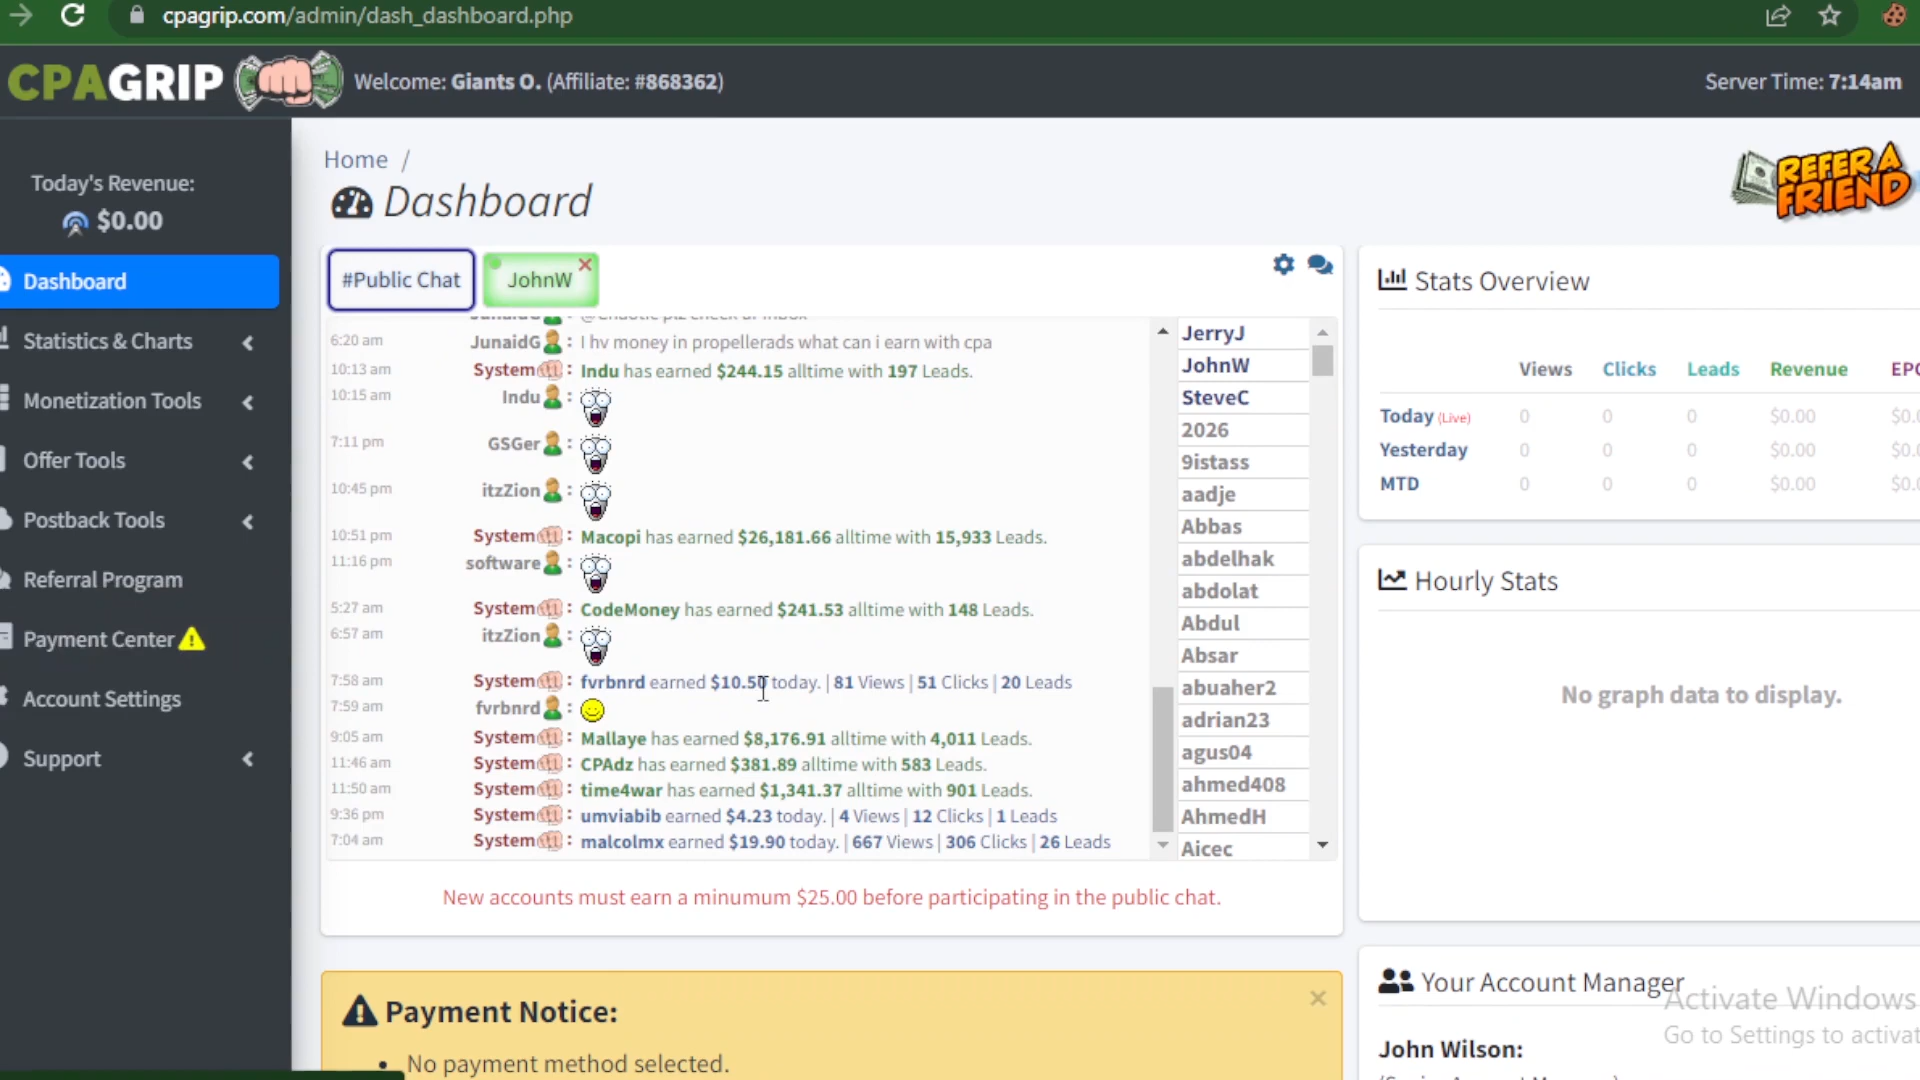 cpagrip.com/admin/dash_dashboard.php
CPAGRIP Welcome: Giants O. (Affiliate: #868362) Server Time: 7:14am
Today's Revenue:
$0.00
Dashboard
Statistics & Charts
Monetization Tools
Offer Tools
Postback Tools
Referral Program
Payment Center
Account Settings
Support
Home /
Dashboard
REFER A
FRIEND
#Public Chat JohnW
6:20 am JunaidG : I hv money in propellerads what can i earn with cpa
10:13 am System : Indu has earned $244.15 alltime with 197 Leads.
10:15 am Indu :
7:11 pm GSGer :
10:45 pm itzZion :
10:51 pm System : Macopi has earned $26,181.66 alltime with 15,933 Leads.
11:16 pm software :
5:27 am System : CodeMoney has earned $241.53 alltime with 148 Leads.
6:57 am itzZion :
7:58 am System : fvrbnrd earned $10.50 today. | 81 Views | 51 Clicks | 20 Leads
7:59 am fvrbnrd :
9:05 am System : Mallaye has earned $8,176.91 alltime with 4,011 Leads.
11:46 am System : CPAdz has earned $381.89 alltime with 583 Leads.
11:50 am System : time4war has earned $1,341.37 alltime with 901 Leads.
9:36 pm System : umviabib earned $4.23 today. | 4 Views | 12 Clicks | 1 Leads
7:04 am System : malcolmx earned $19.90 today. | 667 Views | 306 Clicks | 26 Leads
JerryJ
JohnW
SteveC
2026
9istass
aadje
Abbas
abdelhak
abdolat
Abdul
Absar
abuaher2
adrian23
agus04
ahmed408
AhmedH
Aicec
New accounts must earn a minumum $25.00 before participating in the public chat.
Payment Notice:
• No payment method selected.
Stats Overview
Views Clicks Leads Revenue EPC
Today (Live) 0 0 0 $0.00 $0.
Yesterday 0 0 0 $0.00 $0.
MTD 0 0 0 $0.00 $0.
Hourly Stats
No graph data to display.
Your Account Manager
John Wilson:
Activate Windows
Go to Settings to activat